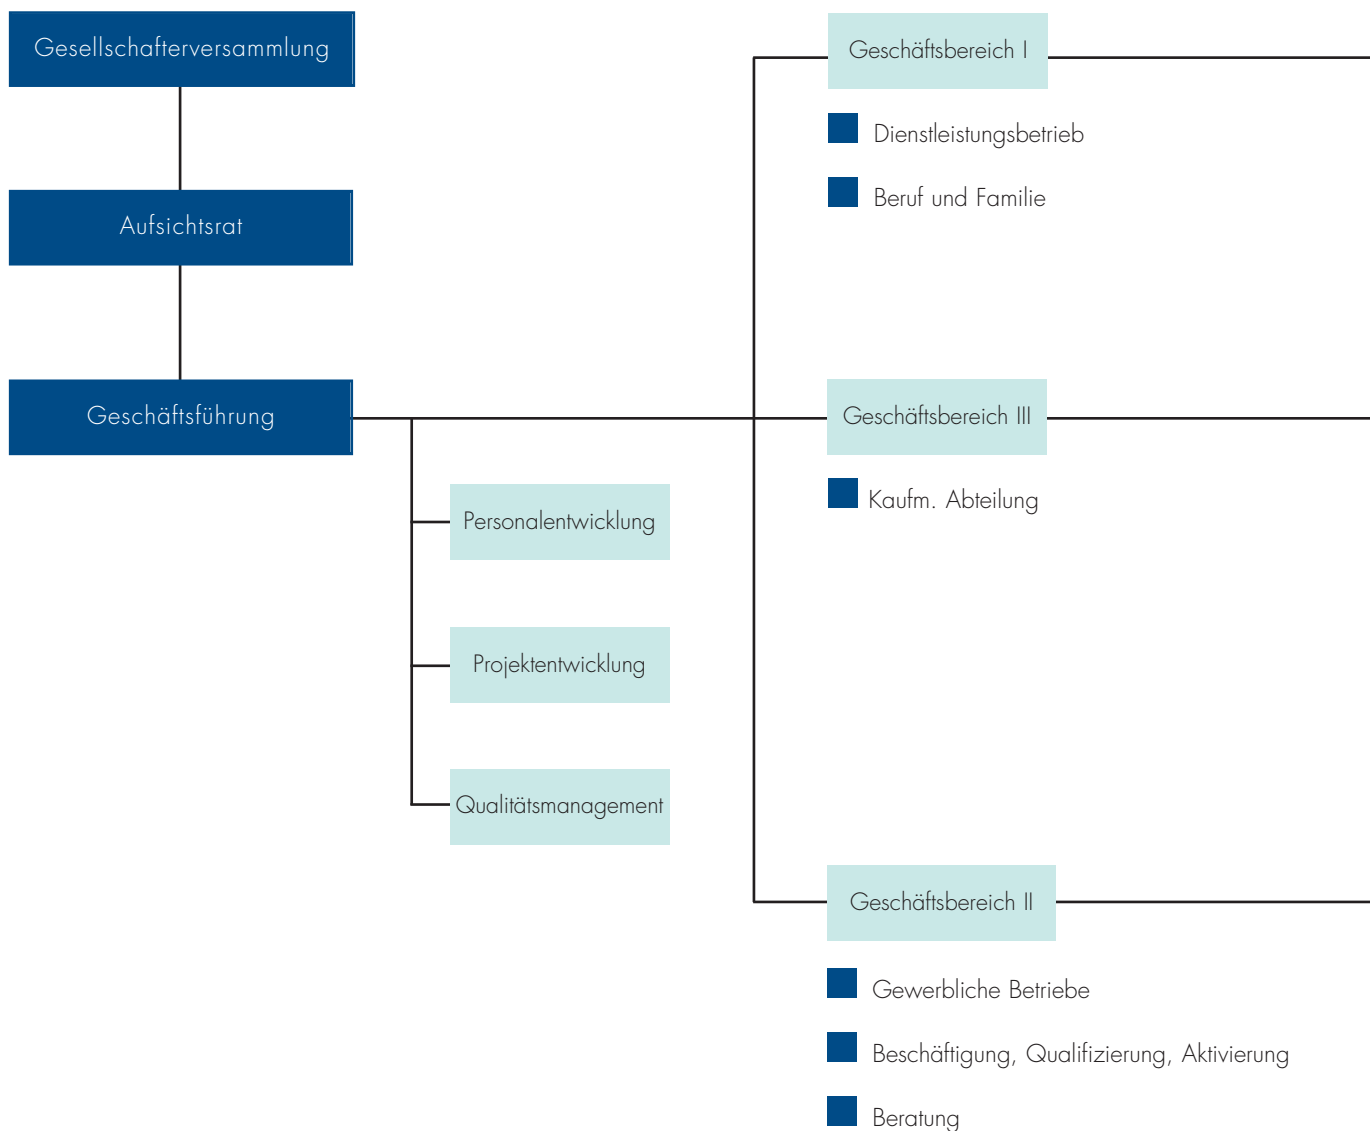 Gesellschafterversammlung
Aufsichtsrat
Geschäftsführung
Personalentwicklung
Projektentwicklung
Qualitätsmanagement
Geschäftsbereich I
Dienstleistungsbetrieb
Beruf und Familie
Geschäftsbereich III
Kaufm. Abteilung
Geschäftsbereich II
Gewerbliche Betriebe
Beschäftigung, Qualifizierung, Aktivierung
Beratung